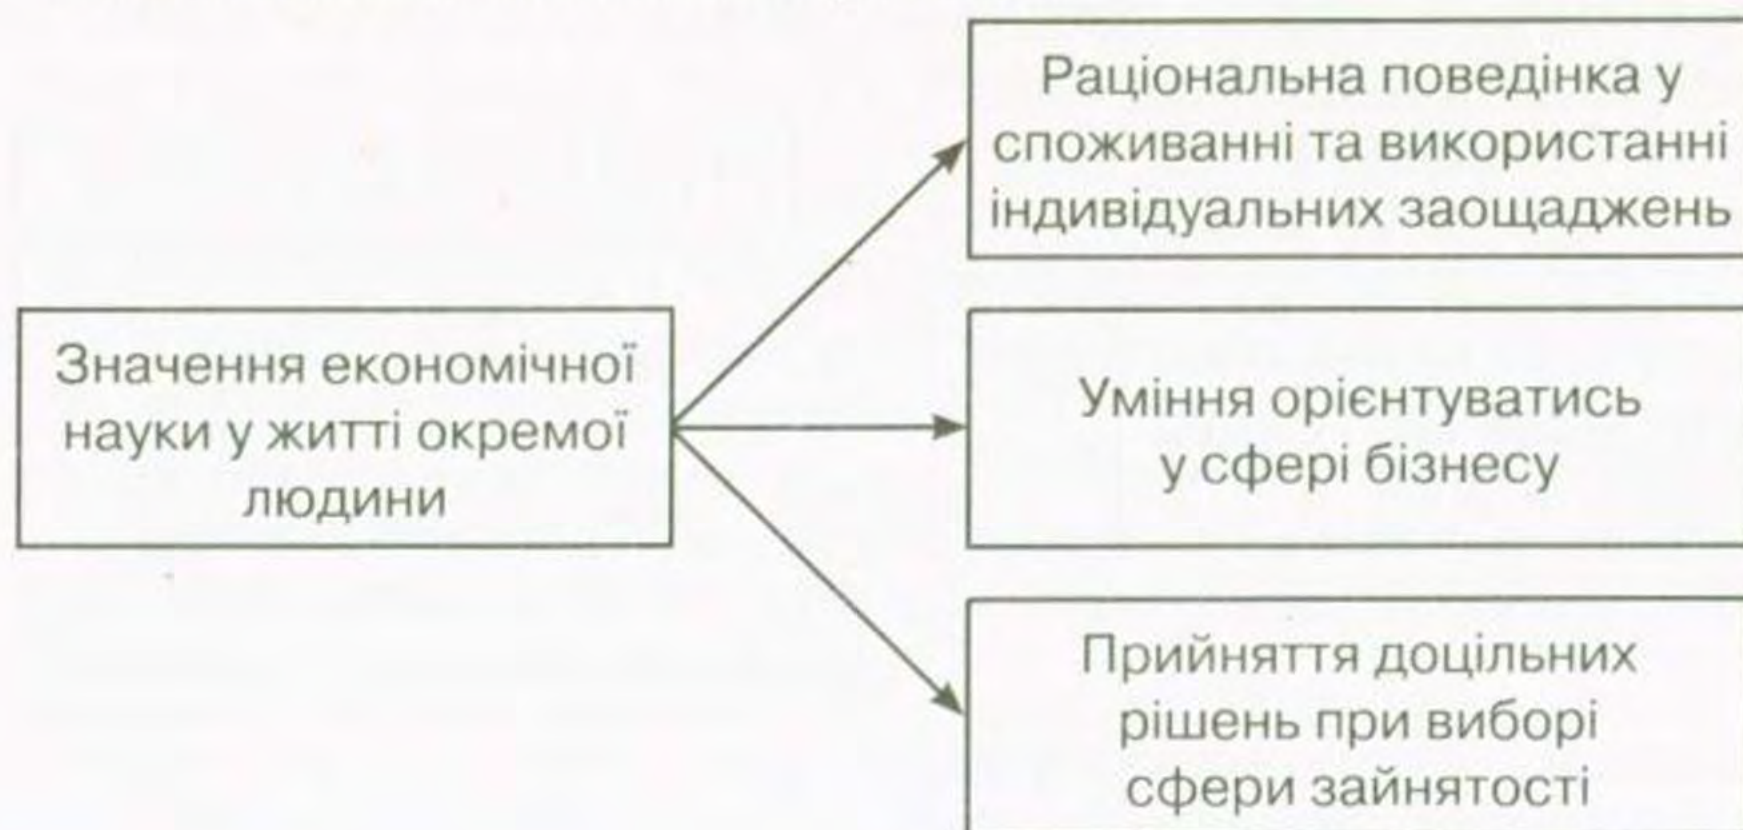 Значення економічної
науки у житті окремої
людини
Раціональна поведінка у
споживанні та використанні
індивідуальних заощаджень
Уміння орієнтуватись
у сфері бізнесу
Прийняття доцільних
рішень при виборі
сфери зайнятості